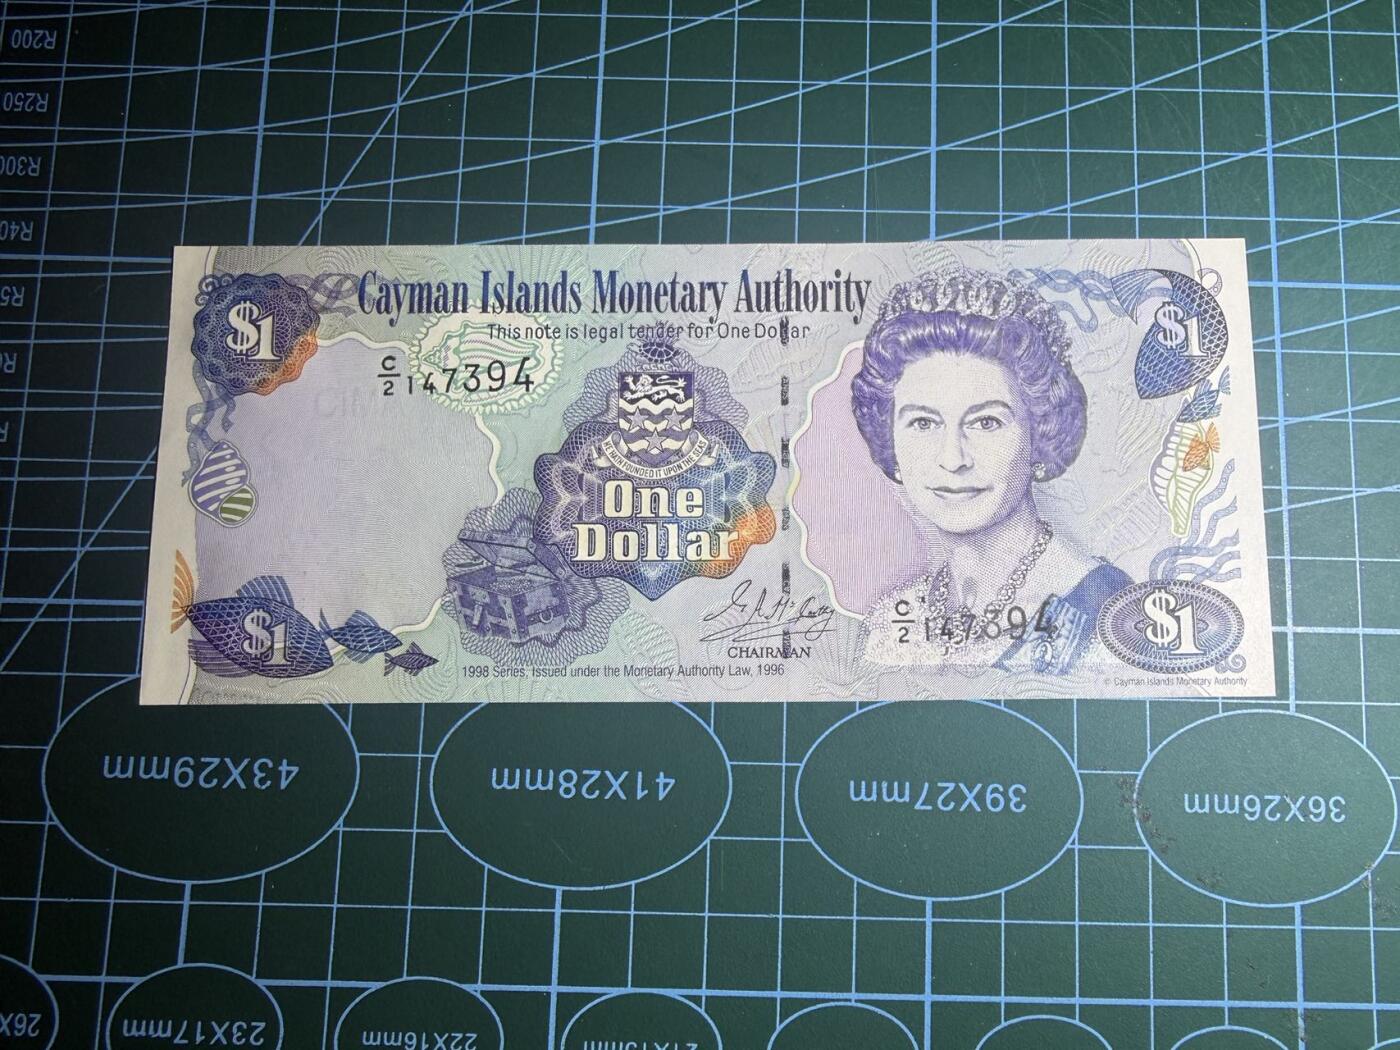 R200
R250
R300
Cayman Islands Monetary Authority
This note is legal tender for One Dollar
$1
$1
C/2 147394
HE HATH FOUNDED IT UPON THE SEAS
One
Dollar
CHAIRMAN
C/2 147394
$1
$1
1998 Series, Issued under the Monetary Authority Law, 1996
© Cayman Islands Monetary Authority
43X29mm
41X28mm
39X27mm
36X26mm
23X17mm
22X16mm